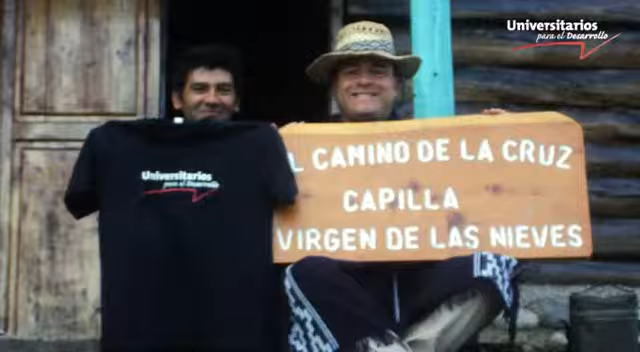 Universitarios
para el Desarrollo
Universitarios
para el Desarrollo
L CAMINO DE LA CRUZ
CAPILLA
VIRGEN DE LAS NIEVES